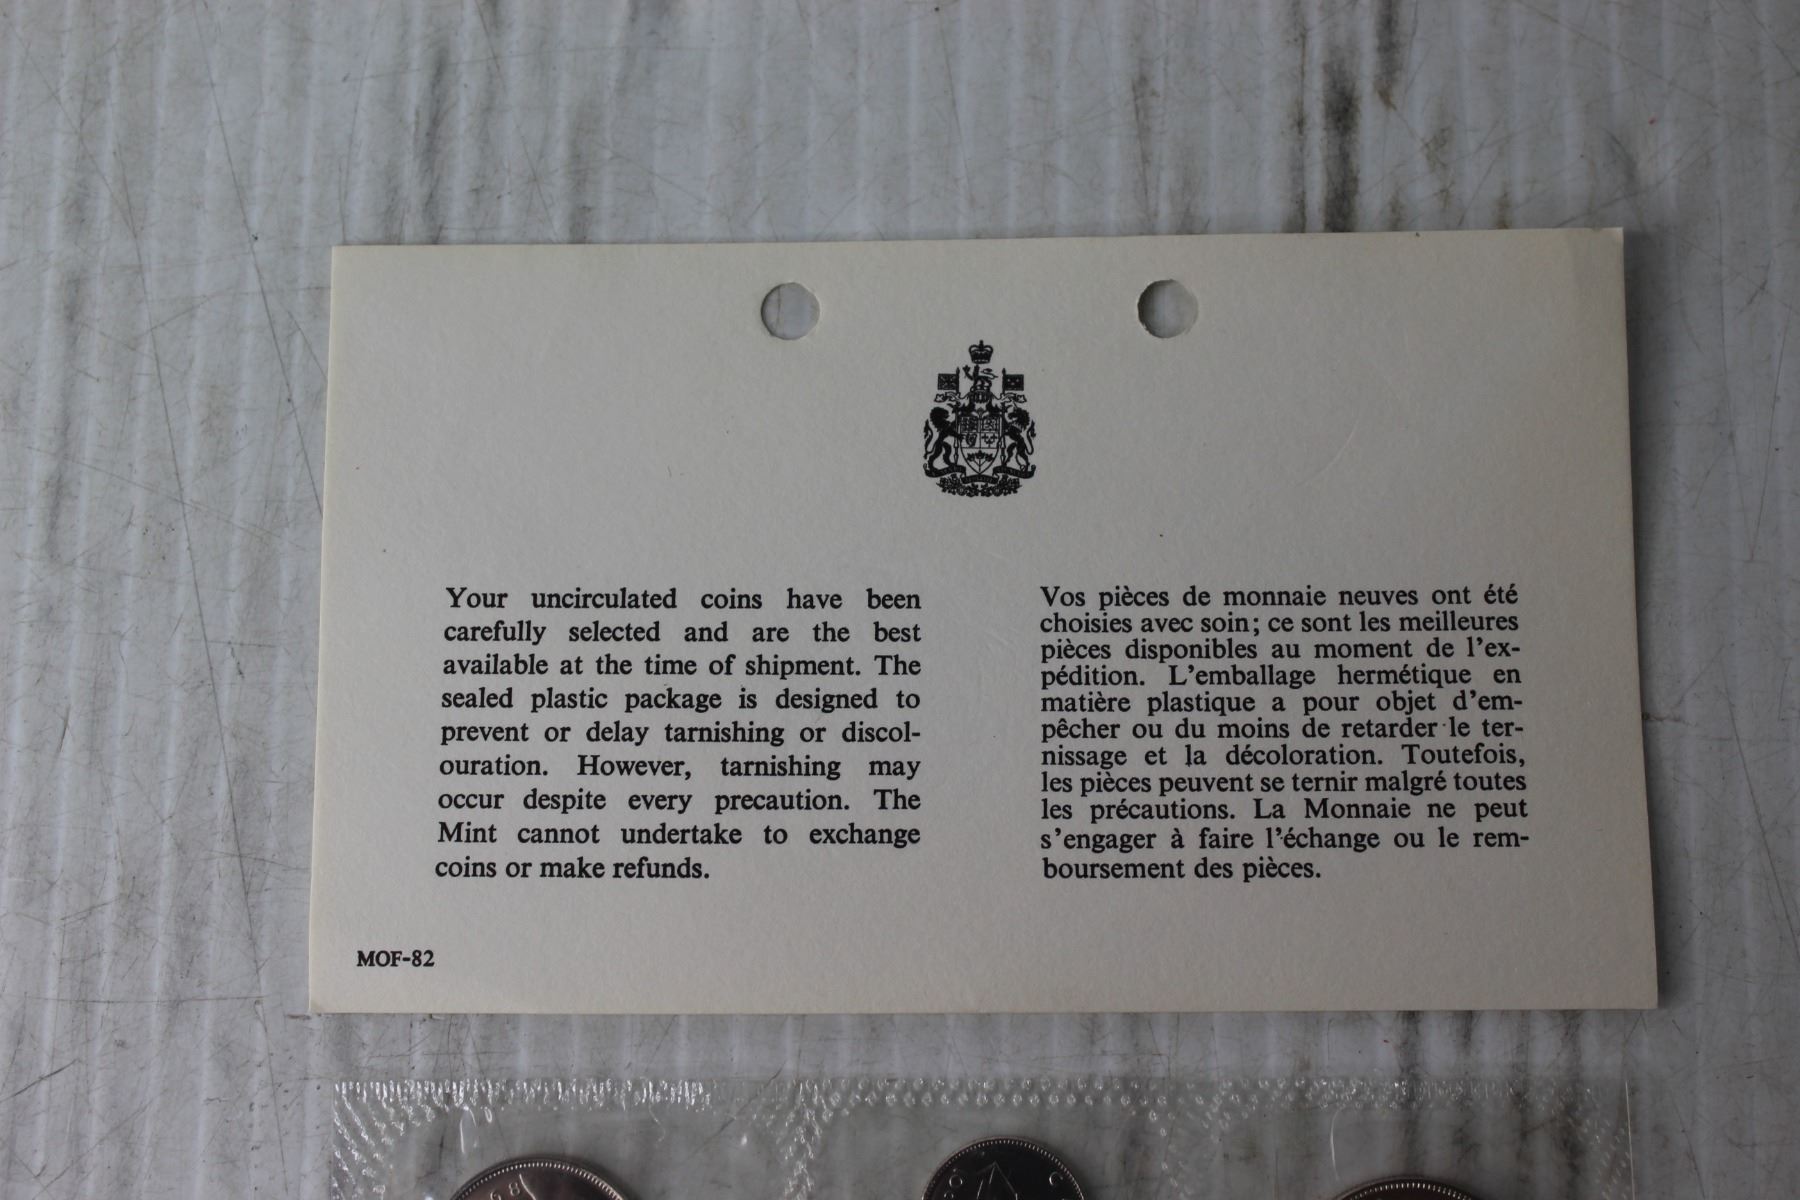 Your uncirculated coins have been
carefully selected and are the best
available at the time of shipment. The
sealed plastic package is designed to
prevent or delay tarnishing or discol-
ouration. However, tarnishing may
occur despite every precaution. The
Mint cannot undertake to exchange
coins or make refunds.
Vos pièces de monnaie neuves ont été
choisies avec soin; ce sont les meilleures
pièces disponibles au moment de l'ex-
pédition. L'emballage hermétique en
matière plastique a pour objet d'em-
pêcher ou du moins de retarder le ter-
nissage et la décoloration. Toutefois,
les pièces peuvent se ternir malgré toutes
les précautions. La Monnaie ne peut
s'engager à faire l'échange ou le rem-
boursement des pièces.
MOF-82